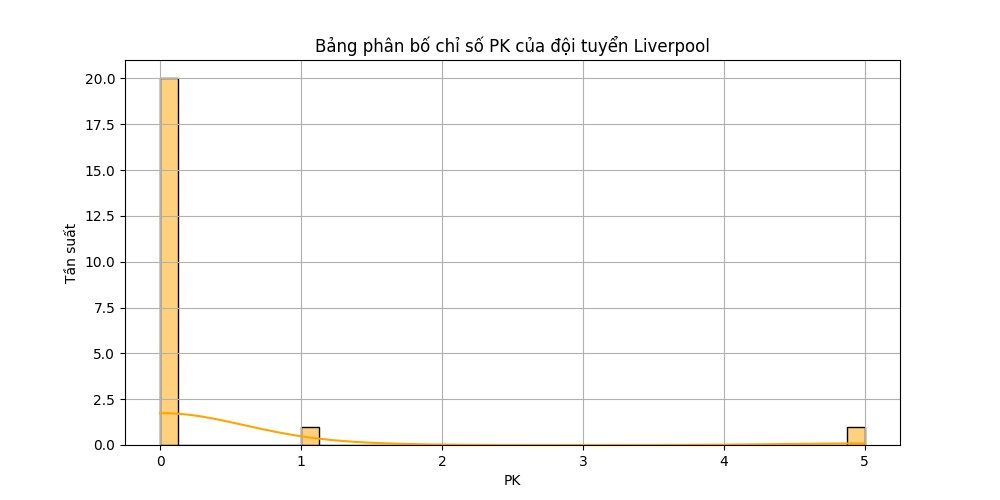 Bảng phân bố chỉ số PK của đội tuyển Liverpool
Tần suất
20.0
17.5
15.0
12.5
10.0
7.5
5.0
2.5
0.0
0 1 2 3 4 5
PK